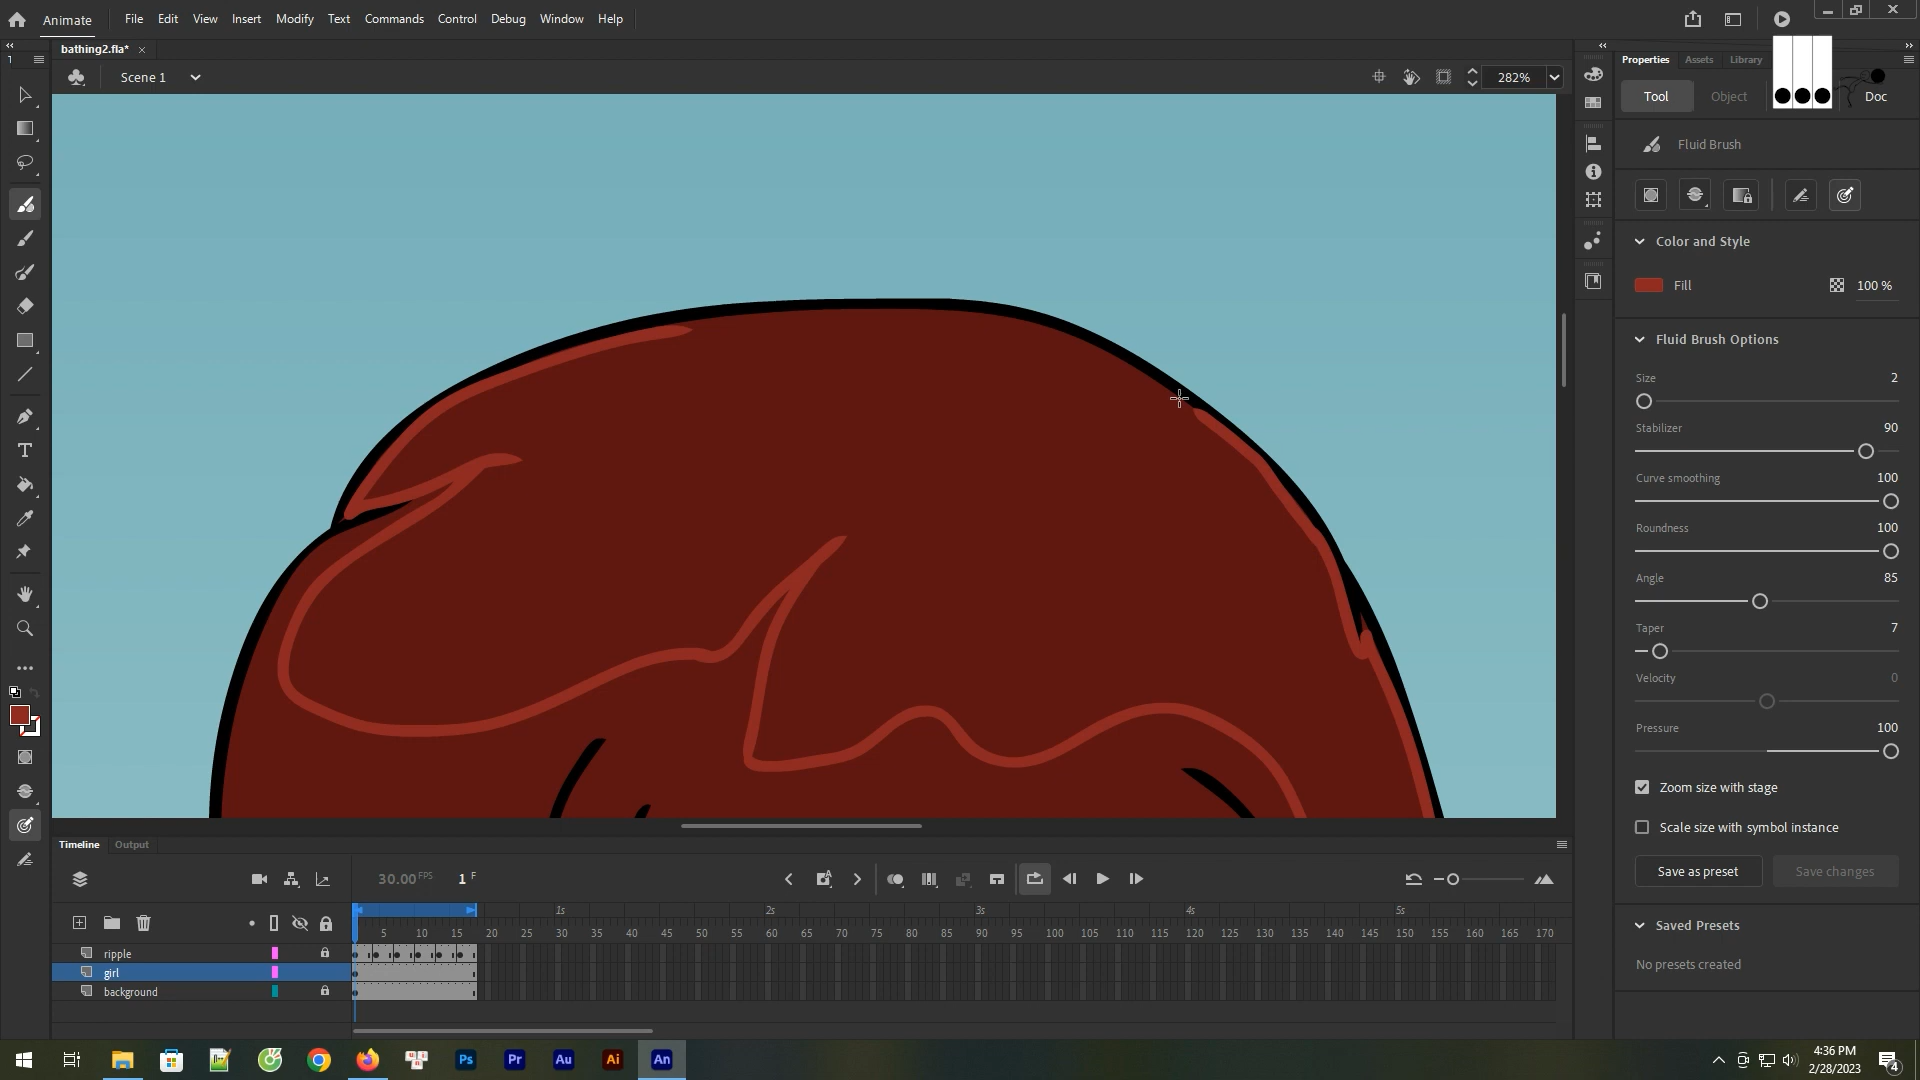 Animate File Edit View Insert Modify Text Commands Control Debug Window Help
bathing2.fla*
Scene 1
282%
Properties Assets Library
Tool Object Doc
Fluid Brush
Color and Style
Fill 100 %
Fluid Brush Options
Size 2
Stabilizer 90
Curve smoothing 100
Roundness 100
Angle 85
Taper 7
Velocity 0
Pressure 100
Zoom size with stage
Scale size with symbol instance
Save as preset Save changes
Saved Presets
No presets created
Timeline Output
30.00 FPS 1 F
1s 2s 3s 4s 5s
5 10 15 20 25 30 35 40 45 50 55 60 65 70 75 80 85 90 95 100 105 110 115 120 125 130 135 140 145 150 155 160 165 170
ripple
girl
background
Ps Pr Au Ai An
4:36 PM
2/28/2023
4